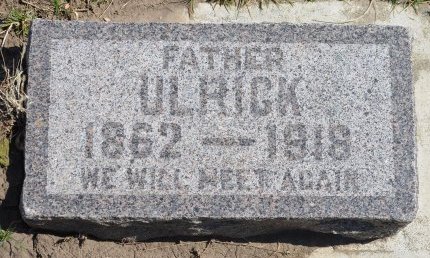 FATHER
ULRICK
1862 — 1918
WE WILL MEET AGAIN